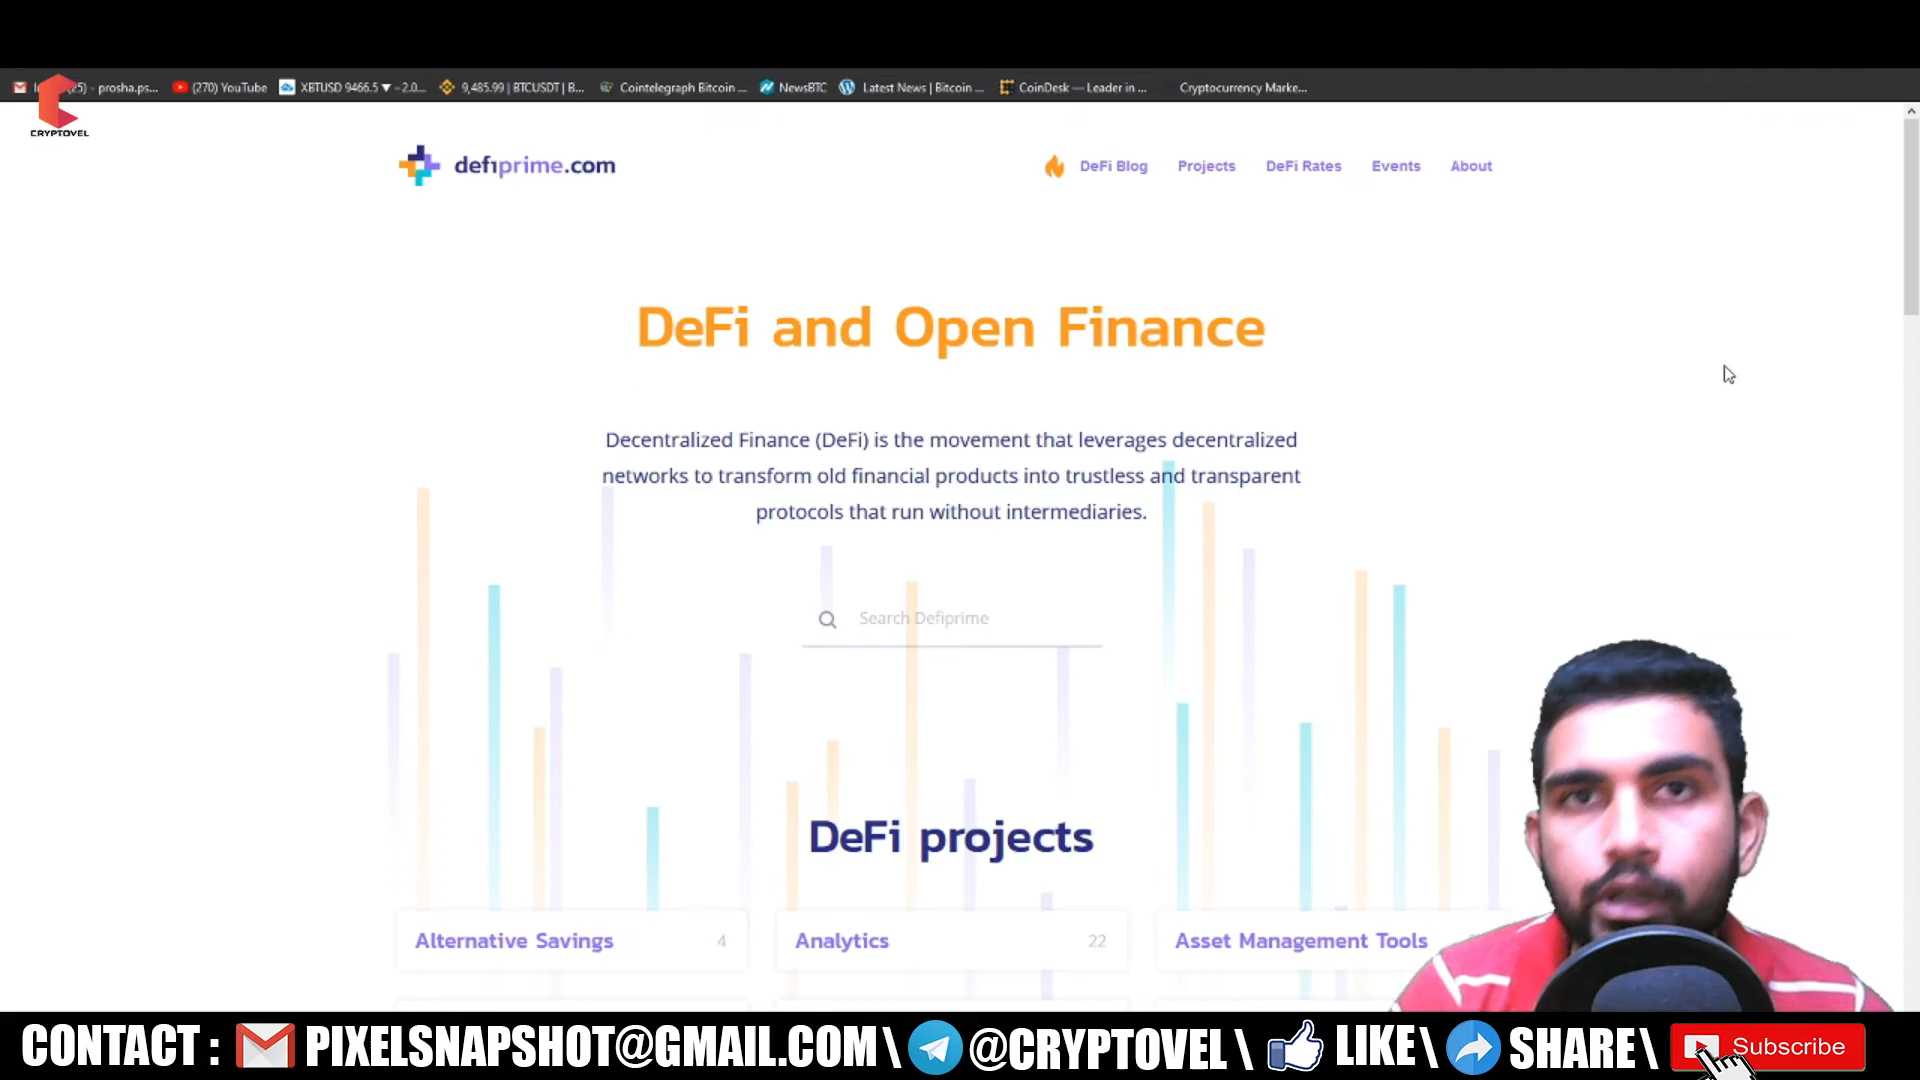 (25) - prosha.ps... (270) YouTube XBTUSD 9466.5 ▼ -2.0... 9,485.99 | BTCUSDT | B... Cointelegraph Bitcoin ... NewsBTC Latest News | Bitcoin ... CoinDesk — Leader in ... Cryptocurrency Marke...
CRYPTOVEL
defiprime.com DeFi Blog Projects DeFi Rates Events About
DeFi and Open Finance
Decentralized Finance (DeFi) is the movement that leverages decentralized
networks to transform old financial products into trustless and transparent
protocols that run without intermediaries.
Search Defiprime
DeFi projects
Alternative Savings 4 Analytics 22 Asset Management Tools
CONTACT : PIXELSNAPSHOT@GMAIL.COM \ @CRYPTOVEL \ LIKE \ SHARE \ Subscribe